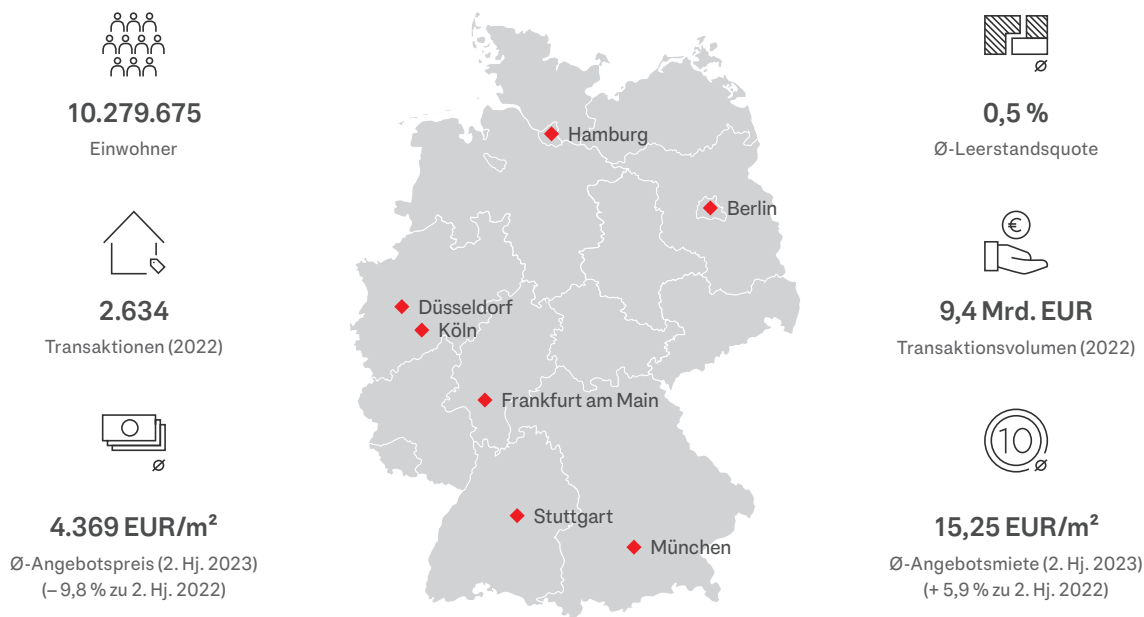 10.279.675
Einwohner
2.634
Transaktionen (2022)
Ø
4.369 EUR/m²
Ø-Angebotspreis (2. Hj. 2023)
(– 9,8 % zu 2. Hj. 2022)
Hamburg
Berlin
Düsseldorf
Köln
Frankfurt am Main
Stuttgart
München
Ø
0,5 %
Ø-Leerstandsquote
€
9,4 Mrd. EUR
Transaktionsvolumen (2022)
10
Ø
15,25 EUR/m²
Ø-Angebotsmiete (2. Hj. 2023)
(+ 5,9 % zu 2. Hj. 2022)